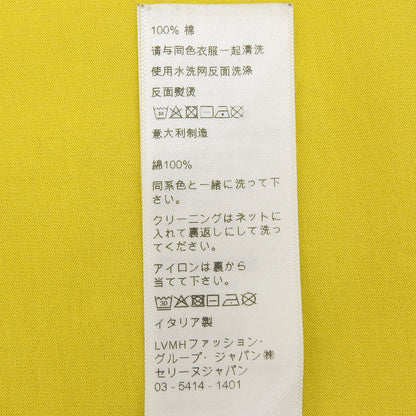 100% 棉
请与同色衣服一起清洗
使用水洗网反面洗涤
反面熨烫
30
意大利制造
綿100%
同系色と一緒に洗って下
さい。
クリーニングはネットに
入れて裏返しにして洗っ
てください。
アイロンは裏から
当てて下さい。
30
イタリア製
LVMHファッション・
グループ・ジャパン㈱
セリーヌジャパン
03 - 5414 - 1401